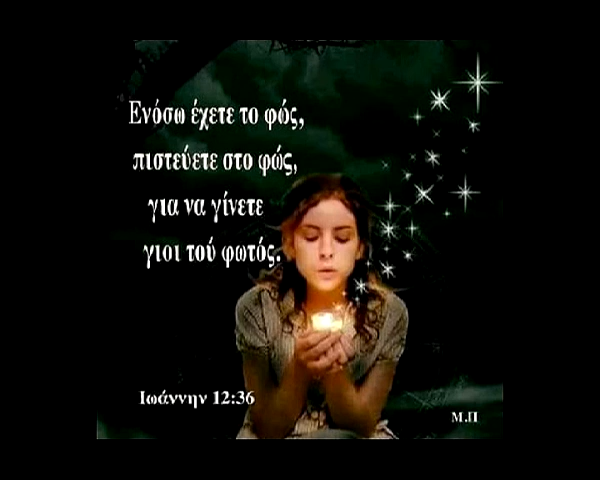 Ενόσω έχετε το φώς,
πιστεύετε στο φώς,
για να γίνετε
γιοι τού φωτός.
Ιωάννην 12:36
Μ.Π